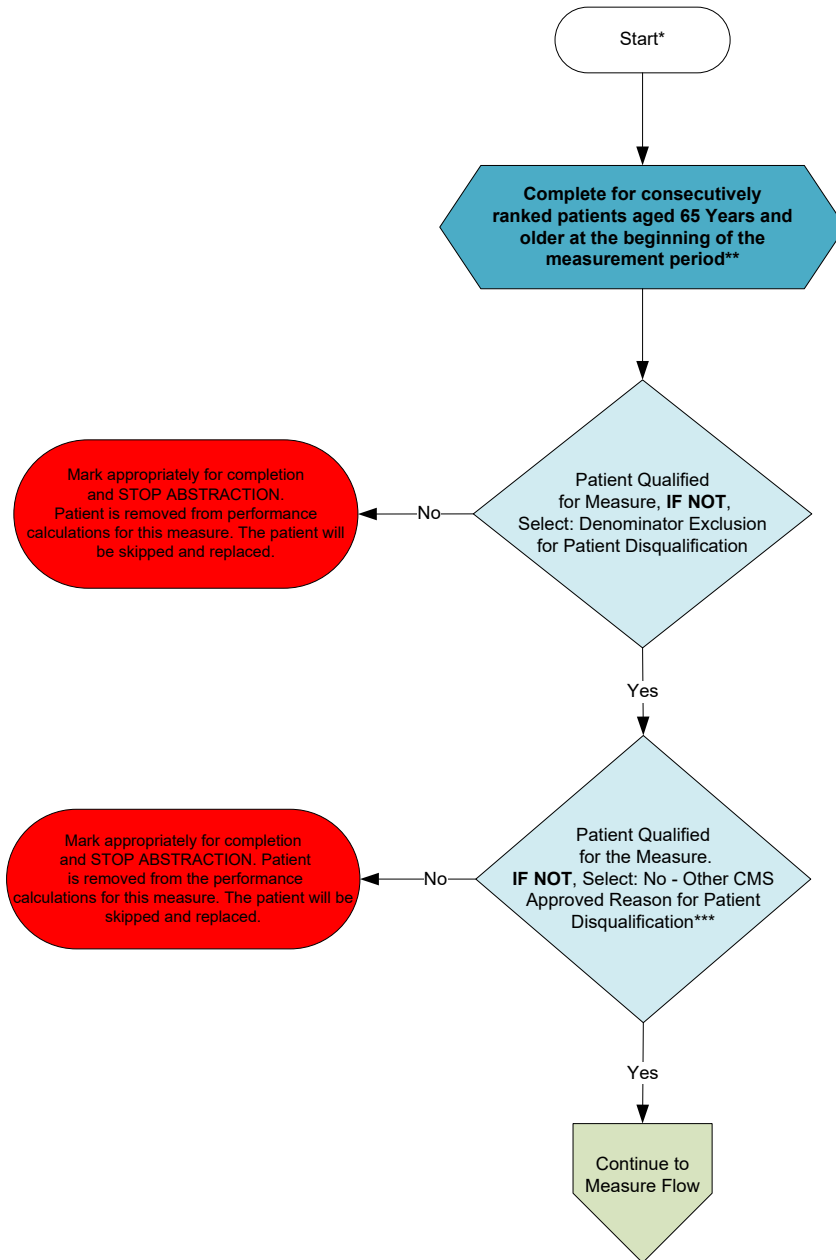 Start*
Complete for consecutively
ranked patients aged 65 Years and
older at the beginning of the
measurement period**
Patient Qualified
for Measure, IF NOT,
Select: Denominator Exclusion
for Patient Disqualification
No
Mark appropriately for completion
and STOP ABSTRACTION.
Patient is removed from performance
calculations for this measure. The patient will
be skipped and replaced.
Yes
Patient Qualified
for the Measure.
IF NOT, Select: No - Other CMS
Approved Reason for Patient
Disqualification***
No
Mark appropriately for completion
and STOP ABSTRACTION. Patient
is removed from the performance
calculations for this measure. The patient will be
skipped and replaced.
Yes
Continue to
Measure Flow